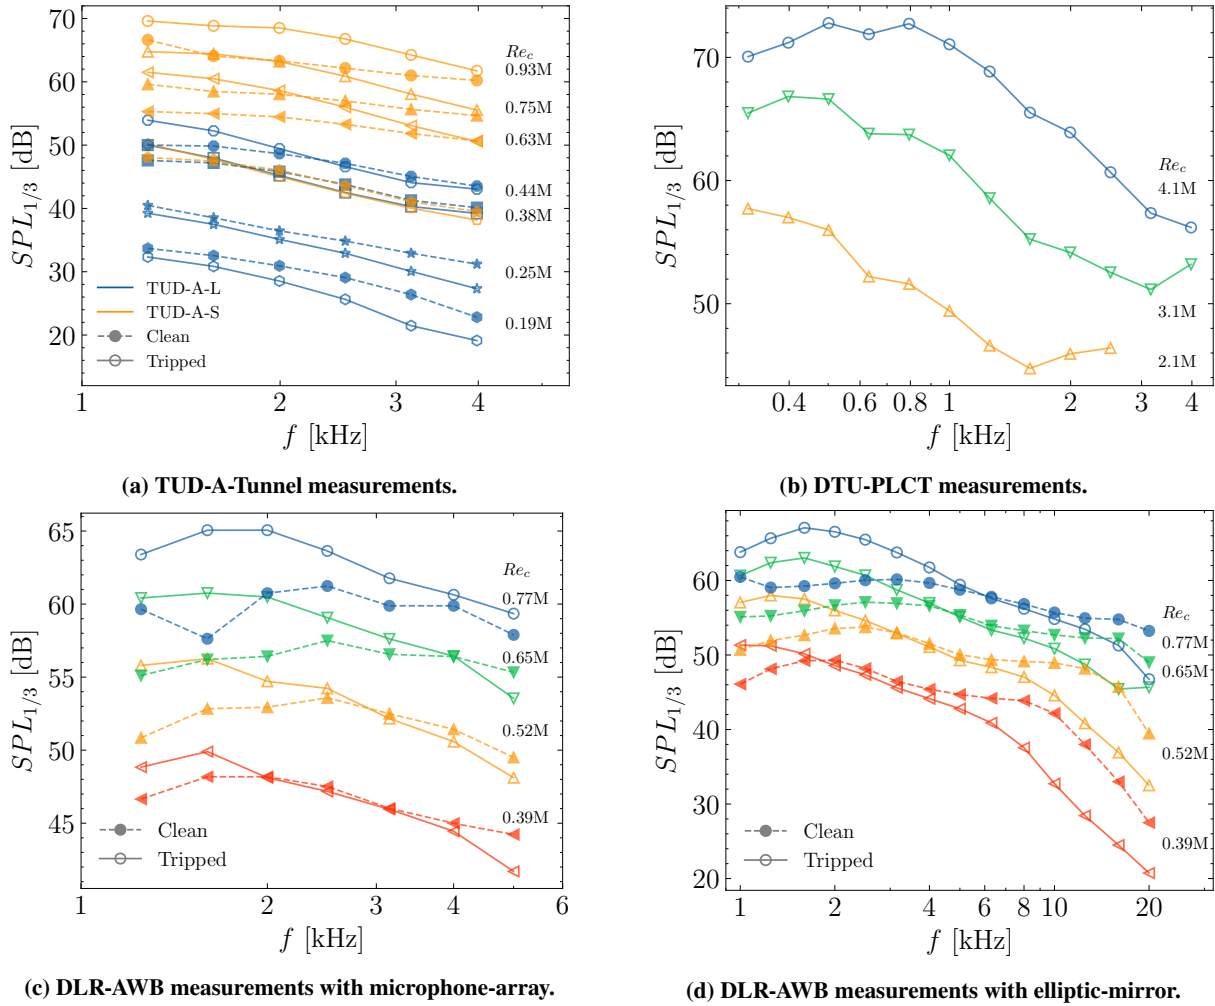 70
60
50
40
30
20
SPL1/3 [dB]
Rec
0.93M
0.75M
0.63M
0.44M
0.38M
0.25M
0.19M
TUD-A-L
TUD-A-S
Clean
Tripped
1 2 3 4
f [kHz]
(a) TUD-A-Tunnel measurements.
70
60
50
SPL1/3 [dB]
Rec
4.1M
3.1M
2.1M
0.4 0.6 0.8 1 2 3 4
f [kHz]
(b) DTU-PLCT measurements.
65
60
55
50
45
SPL1/3 [dB]
Rec
0.77M
0.65M
0.52M
0.39M
Clean
Tripped
1 2 3 4 5 6
f [kHz]
(c) DLR-AWB measurements with microphone-array.
60
50
40
30
20
SPL1/3 [dB]
Rec
0.77M
0.65M
0.52M
0.39M
Clean
Tripped
1 2 4 6 8 10 20
f [kHz]
(d) DLR-AWB measurements with elliptic-mirror.